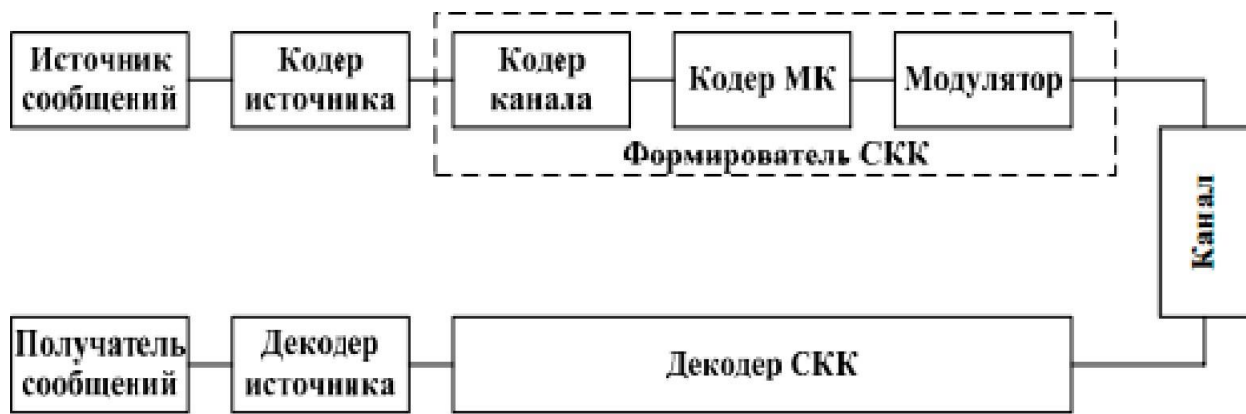 Источник
сообщений
Кодер
источника
Кодер
канала
Кодер МК
Модулятор
Формирователь СКК
Канал
Получатель
сообщений
Декодер
источника
Декодер СКК